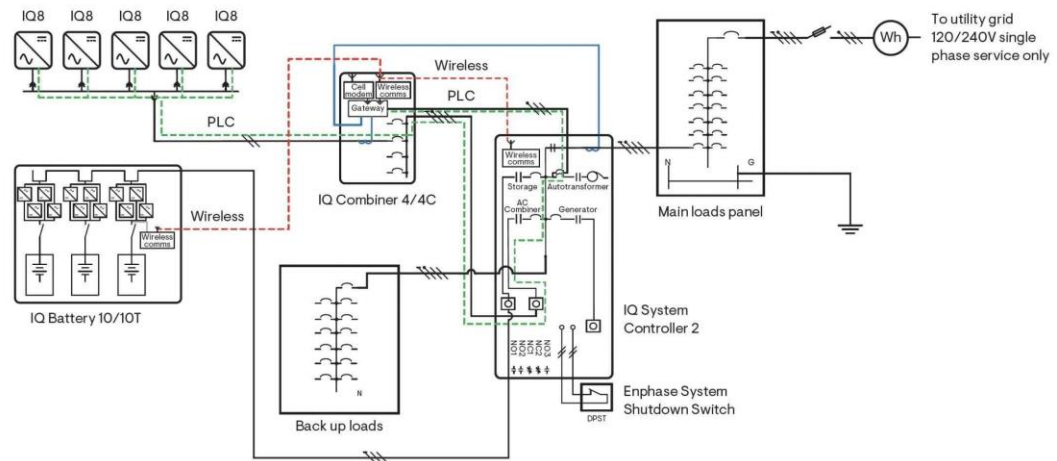 IQ8
IQ8
IQ8
IQ8
IQ8
To utility grid
120/240V single
phase service only
Wh
Wireless
Cell
modem
Wireless
comms
Gateway
PLC
PLC
IQ Combiner 4/4C
Wireless
comms
Storage
Autotransformer
AC
Combiner
Generator
N
G
Main loads panel
Wireless
Wireless
comms
IQ Battery 10/10T
IQ System
Controller 2
NO1
NO2
NC1
NC2
NO3
N
Back up loads
Enphase System
Shutdown Switch
DPST